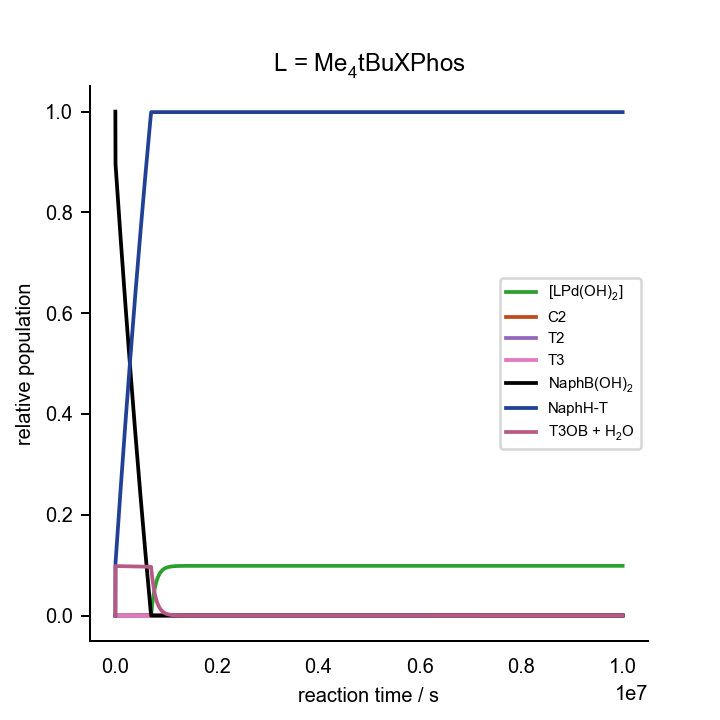 L = Me₄tBuXPhos
1.0
0.8
0.6
0.4
0.2
0.0
relative population
[LPd(OH)₂]
C2
T2
T3
NaphB(OH)₂
NaphH-T
T3OB + H₂O
0.0 0.2 0.4 0.6 0.8 1.0
1e7
reaction time / s